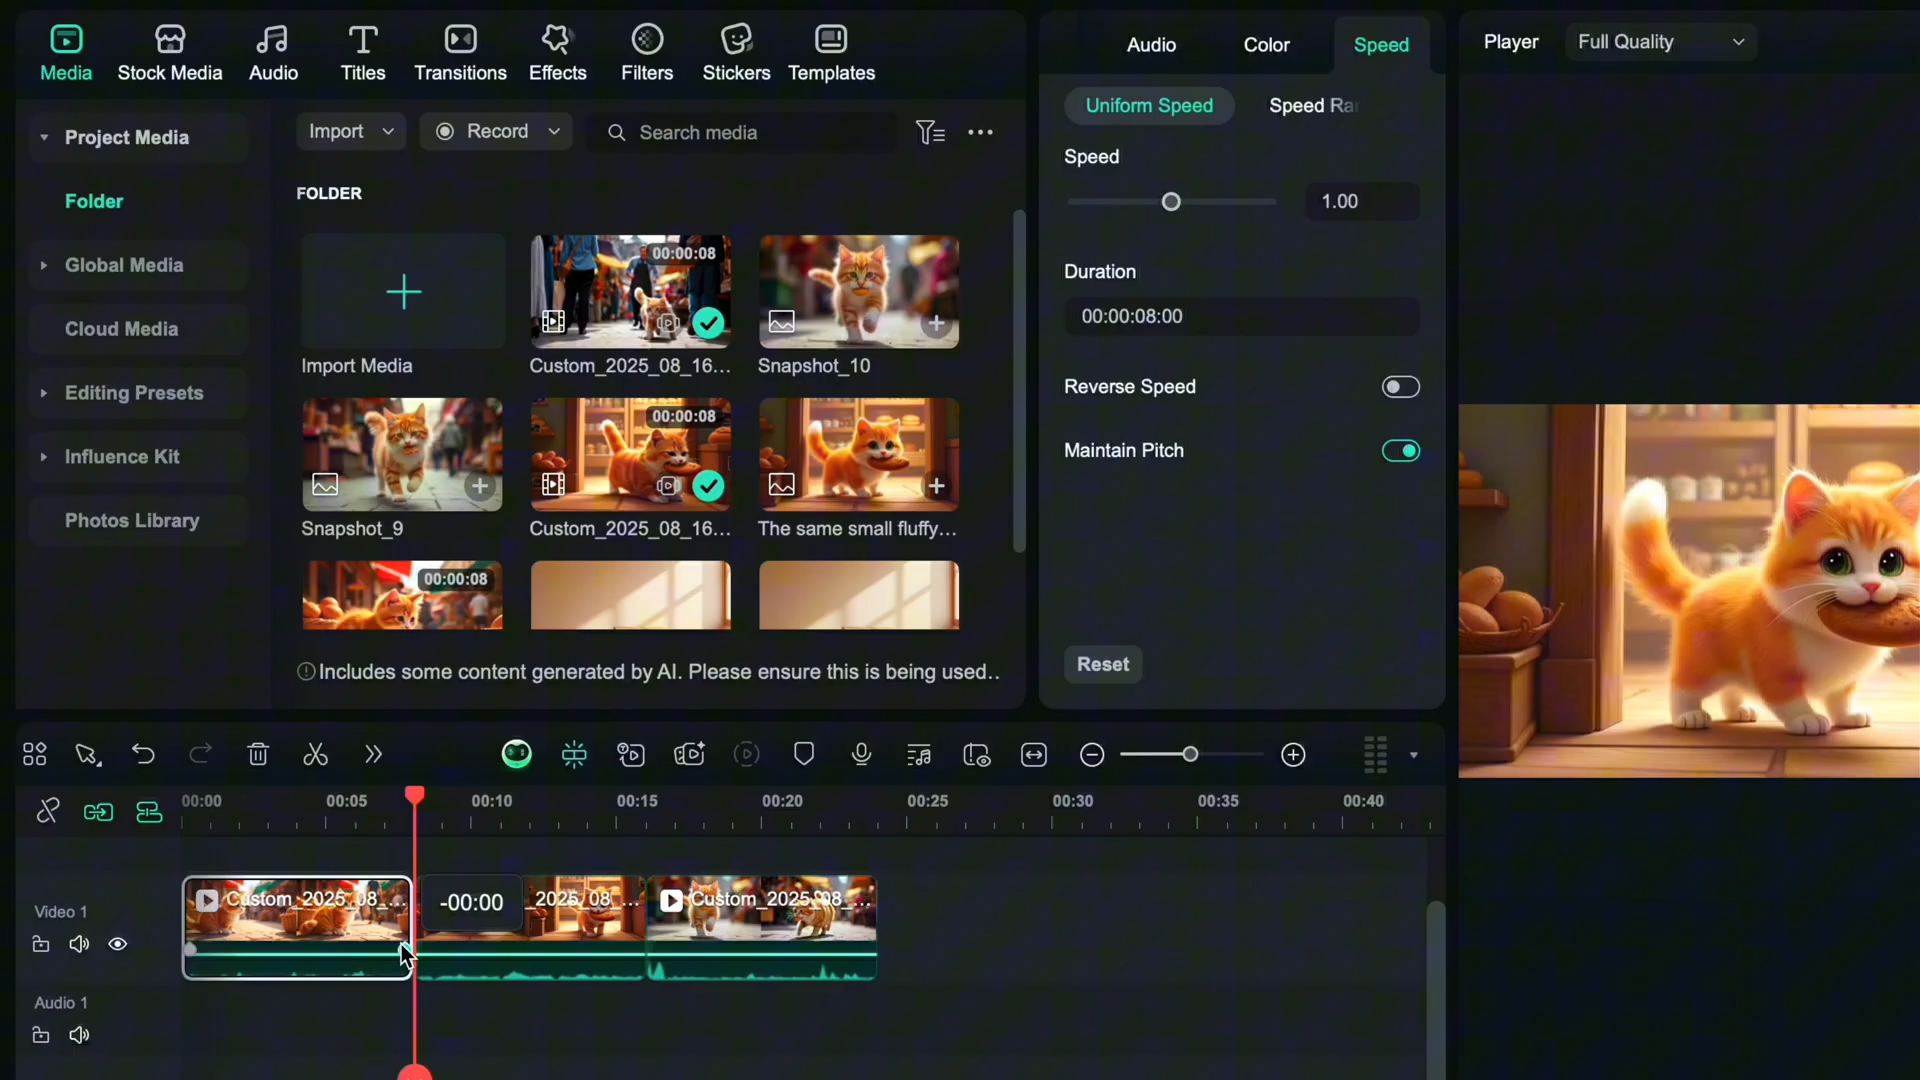 Media
Stock Media
Audio
Titles
Transitions
Effects
Filters
Stickers
Templates
Audio
Color
Speed
Player
Full Quality
Project Media
Folder
Global Media
Cloud Media
Editing Presets
Influence Kit
Photos Library
Import
Record
Search media
FOLDER
Import Media
00:00:08
Custom_2025_08_16...
Snapshot_10
Snapshot_9
00:00:08
Custom_2025_08_16...
The same small fluffy...
00:00:08
Includes some content generated by AI. Please ensure this is being used..
Uniform Speed
Speed Ra
Speed
1.00
Duration
00:00:08:00
Reverse Speed
Maintain Pitch
Reset
00:00
00:05
00:10
00:15
00:20
00:25
00:30
00:35
00:40
Video 1
Custom_2025_08_...
-00:00
_2025_08_...
Custom_2025_08_...
Audio 1